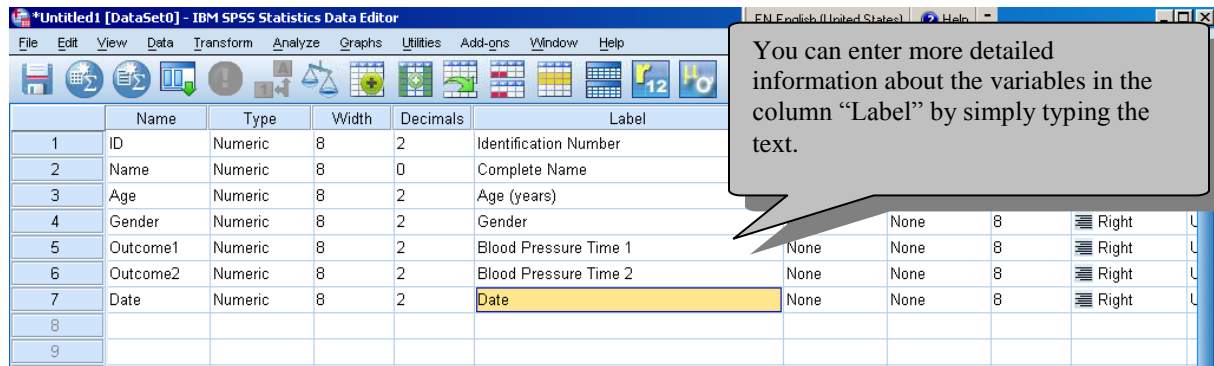 *Untitled1 [DataSet0] - IBM SPSS Statistics Data Editor EN English (United States) Help
File Edit View Data Transform Analyze Graphs Utilities Add-ons Window Help
You can enter more detailed
information about the variables in the
column “Label” by simply typing the
text.
Name Type Width Decimals Label
1 ID Numeric 8 2 Identification Number
2 Name Numeric 8 0 Complete Name
3 Age Numeric 8 2 Age (years)
4 Gender Numeric 8 2 Gender None 8 Right
5 Outcome1 Numeric 8 2 Blood Pressure Time 1 None None 8 Right
6 Outcome2 Numeric 8 2 Blood Pressure Time 2 None None 8 Right
7 Date Numeric 8 2 Date None None 8 Right
8
9